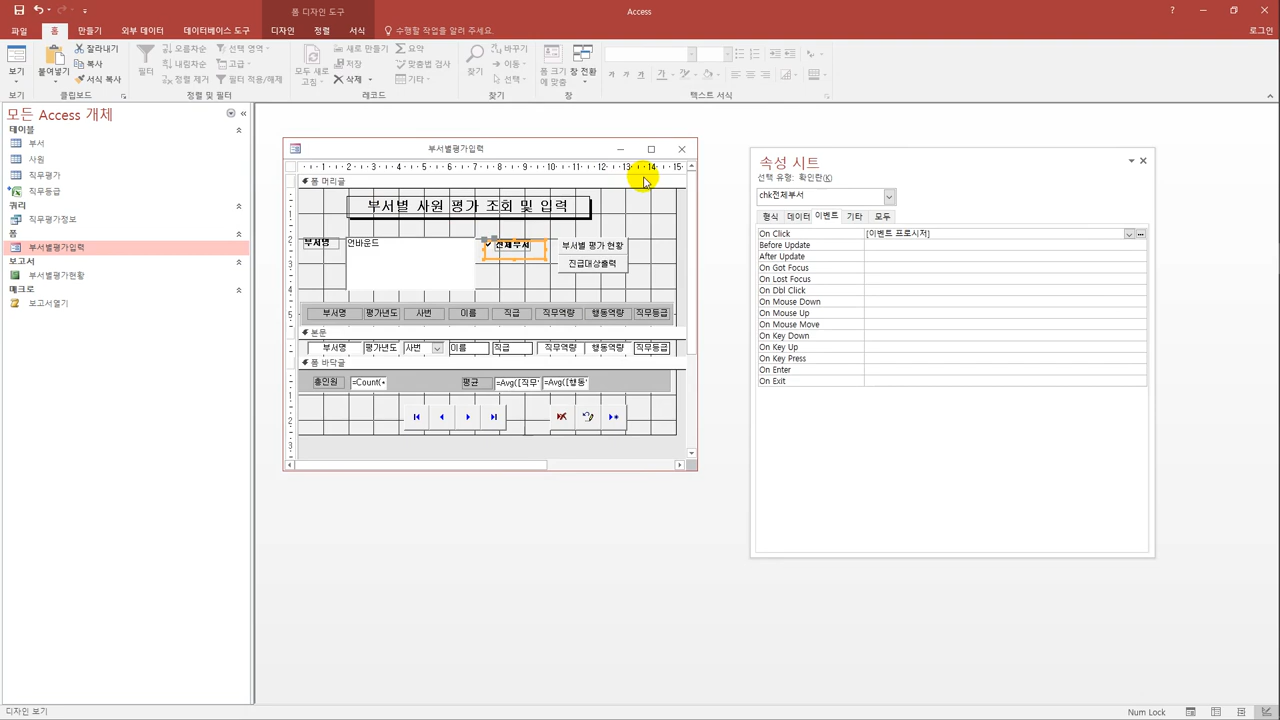 폼 디자인 도구
Access
파일
홈
만들기
외부 데이터
데이터베이스 도구
디자인
정렬
서식
수행할 작업을 알려 주세요.
로그인
보기
붙여넣기
잘라내기
복사
서식 복사
필터
오름차순
내림차순
정렬 제거
선택 영역
고급
필터 적용/해제
모두 새로 고침
새로 만들기
저장
삭제
요약
맞춤법 검사
기타
찾기
바꾸기
이동
선택
폼 크기에 맞춤
창 전환
가
가
가
보기
클립보드
정렬 및 필터
레코드
찾기
창
텍스트 서식
모든 Access 개체
테이블
부서
사원
직무평가
직무등급
쿼리
직무평가정보
폼
부서별평가입력
보고서
부서별평가현황
매크로
보고서열기
부서별평가입력
1 2 3 4 5 6 7 8 9 10 11 12 13 14 15
폼 머리글
부서별 사원 평가 조회 및 입력
부서명
언바운드
전체부서
부서별 평가 현황
진급대상출력
부서명
평가년도
사번
이름
직급
직무역량
행동역량
직무등급
본문
부서명
평가년도
사번
이름
직급
직무역량
행동역량
직무등급
폼 바닥글
총인원
=Count(*
평균
=Avg([직무'
=Avg([행동'
속성 시트
선택 유형: 확인란(K)
chk전체부서
형식
데이터
이벤트
기타
모두
On Click
[이벤트 프로시저]
Before Update
After Update
On Got Focus
On Lost Focus
On Dbl Click
On Mouse Down
On Mouse Up
On Mouse Move
On Key Down
On Key Up
On Key Press
On Enter
On Exit
디자인 보기
Num Lock